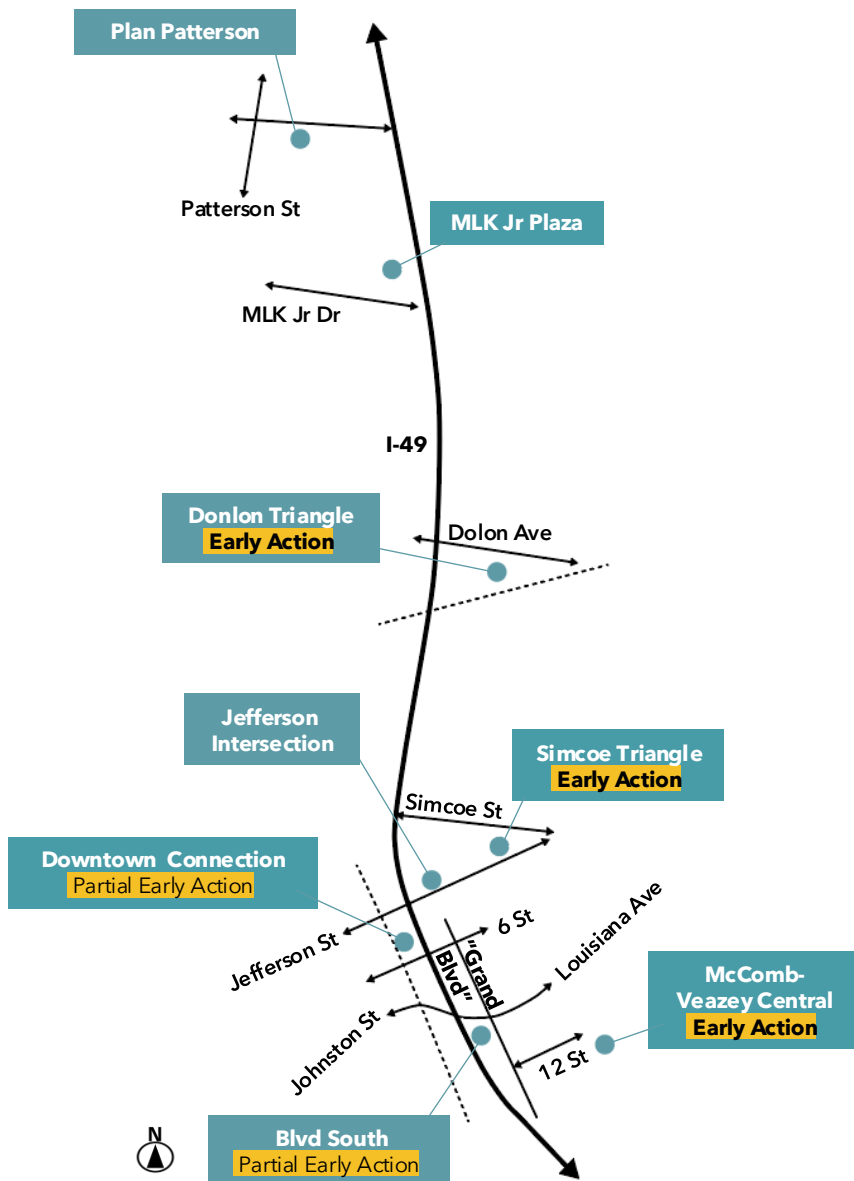 Plan Patterson
Patterson St
MLK Jr Plaza
MLK Jr Dr
I-49
Donlon Triangle
Early Action
Dolon Ave
Jefferson
Intersection
Simcoe Triangle
Early Action
Simcoe St
Downtown Connection
Partial Early Action
Jefferson St
6 St
"Grand
Blvd"
Louisiana Ave
Johnston St
McComb-
Veazey Central
Early Action
12 St
Blvd South
Partial Early Action
N